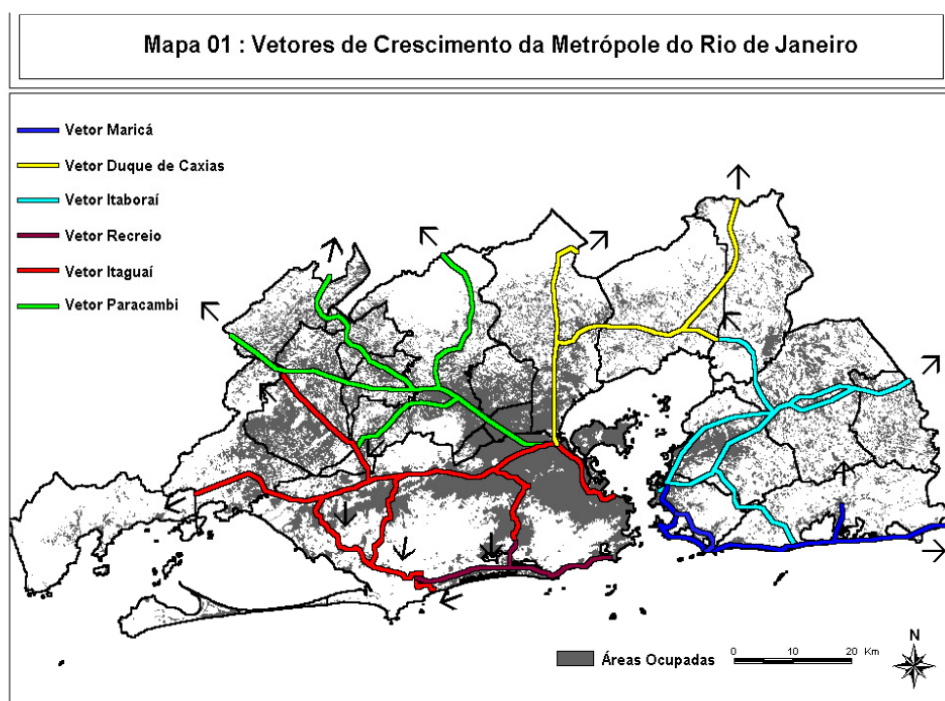 Mapa 01 : Vetores de Crescimento da Metrópole do Rio de Janeiro
Vetor Maricá
Vetor Duque de Caxias
Vetor Itaboraí
Vetor Recreio
Vetor Itaguaí
Vetor Paracambi
Áreas Ocupadas
0 10 20 Km
N